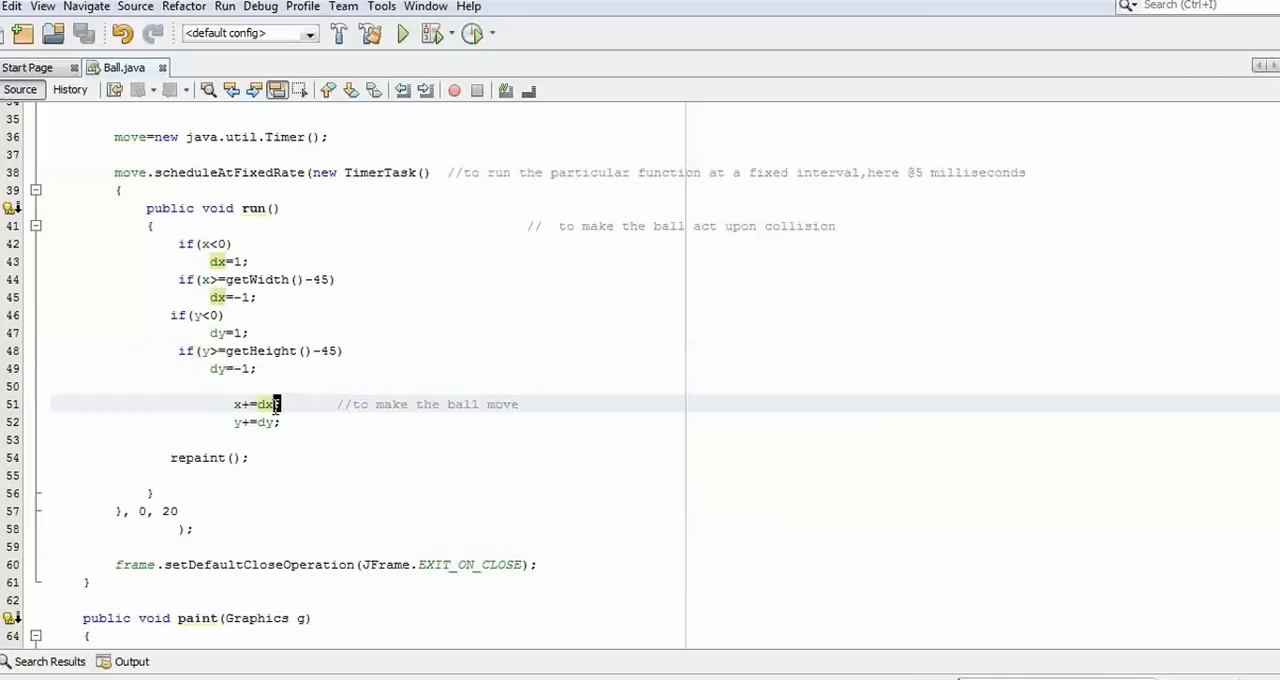 Edit View Navigate Source Refactor Run Debug Profile Team Tools Window Help
Search (Ctrl+I)
<default config>
Start Page Ball.java
Source History
34
35
36 move=new java.util.Timer();
37
38 move.scheduleAtFixedRate(new TimerTask() //to run the particular function at a fixed interval,here @5 milliseconds
39 {
public void run()
41 { // to make the ball act upon collision
42 if(x<0)
43 dx=1;
44 if(x>=getWidth()-45)
45 dx=-1;
46 if(y<0)
47 dy=1;
48 if(y>=getHeight()-45)
49 dy=-1;
50
51 x+=dx; //to make the ball move
52 y+=dy;
53
54 repaint();
55
56 }
57 }, 0, 20
58 );
59
60 frame.setDefaultCloseOperation(JFrame.EXIT_ON_CLOSE);
61 }
62
public void paint(Graphics g)
64 {
Search Results Output